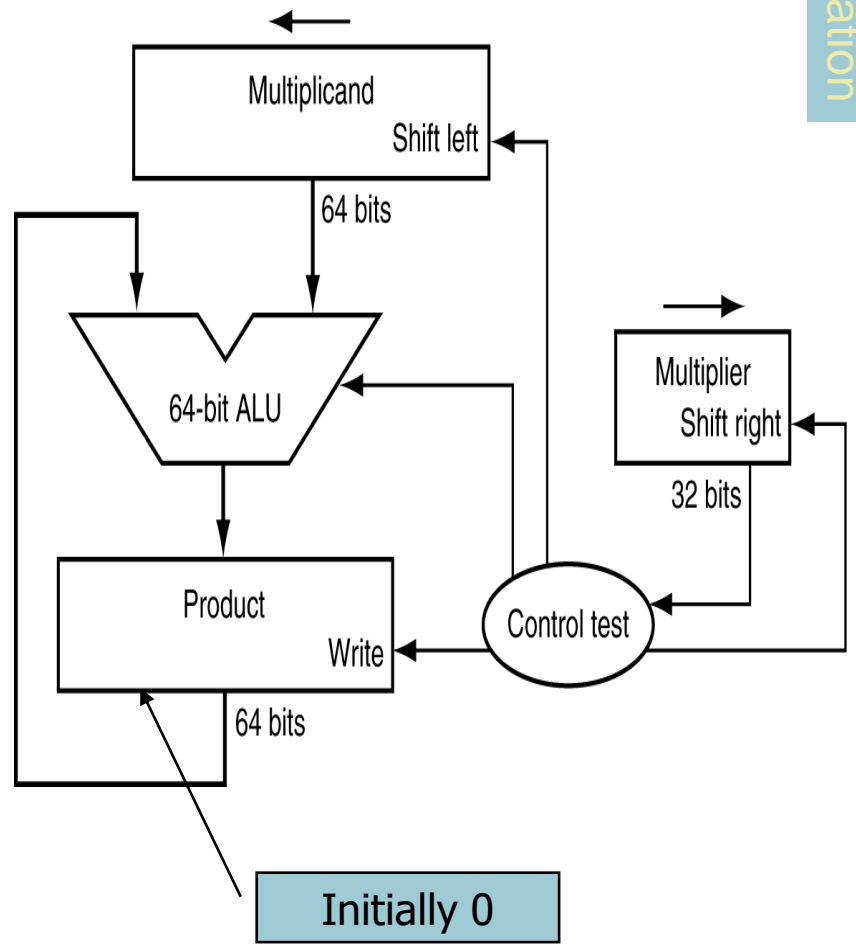 ation
Multiplicand
Shift left
64 bits
64-bit ALU
Multiplier
Shift right
32 bits
Product
Write
Control test
64 bits
Initially 0